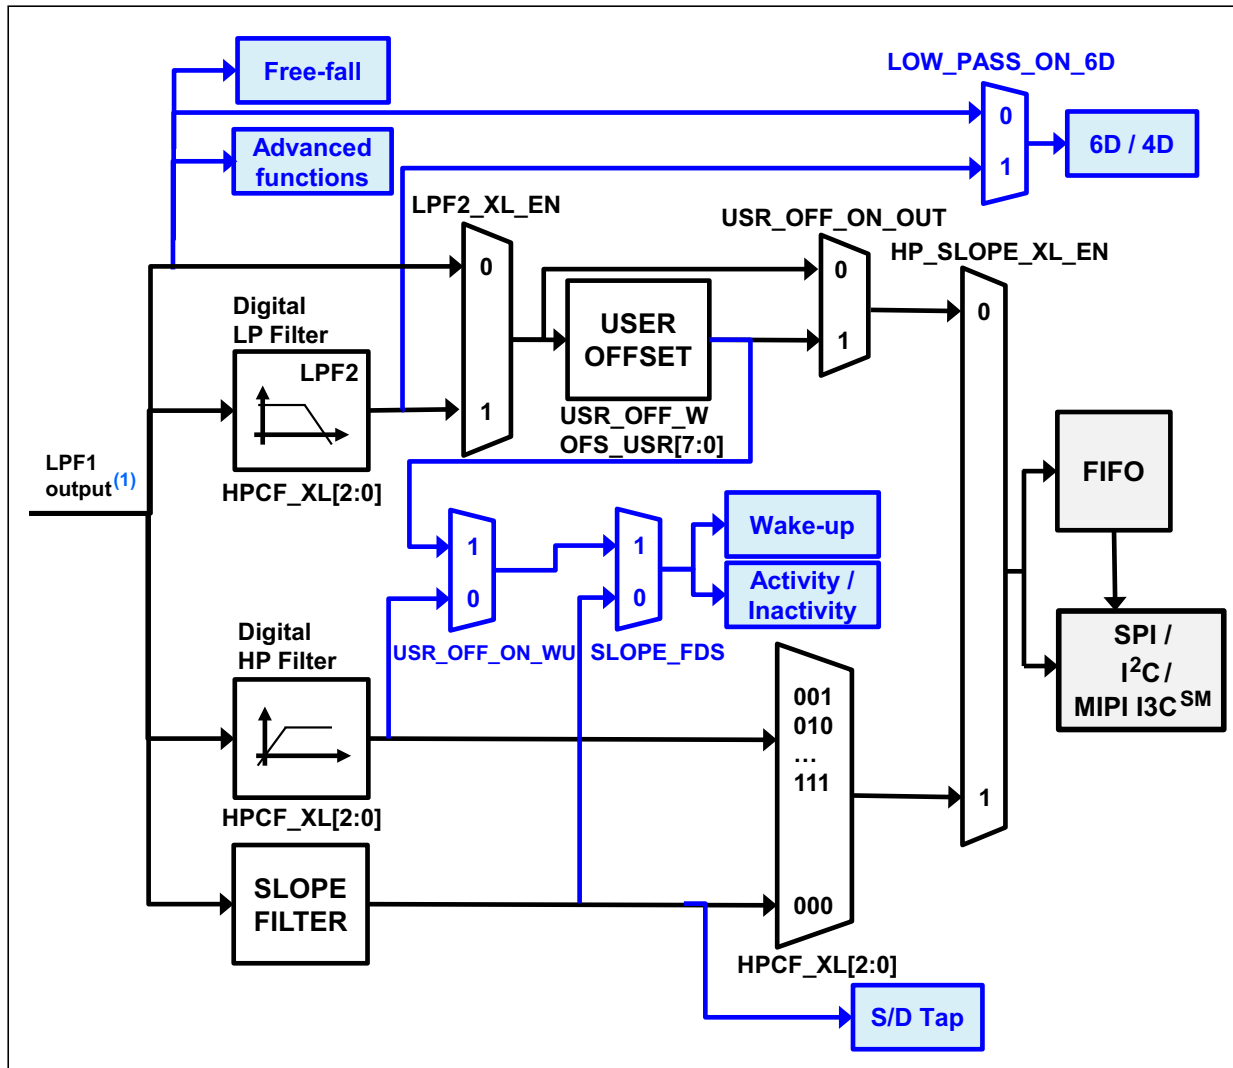 Free-fall
LOW_PASS_ON_6D
0
1
6D / 4D
Advanced
functions
LPF2_XL_EN
0
1
USR_OFF_ON_OUT
0
1
HP_SLOPE_XL_EN
0
1
Digital
LP Filter
LPF2
HPCF_XL[2:0]
USER
OFFSET
USR_OFF_W
OFS_USR[7:0]
LPF1
output(1)
FIFO
1
0
USR_OFF_ON_WU
1
0
SLOPE_FDS
Wake-up
Activity /
Inactivity
SPI /
I²C /
MIPI I3C℠
Digital
HP Filter
HPCF_XL[2:0]
001
010
...
111
000
HPCF_XL[2:0]
SLOPE
FILTER
S/D Tap